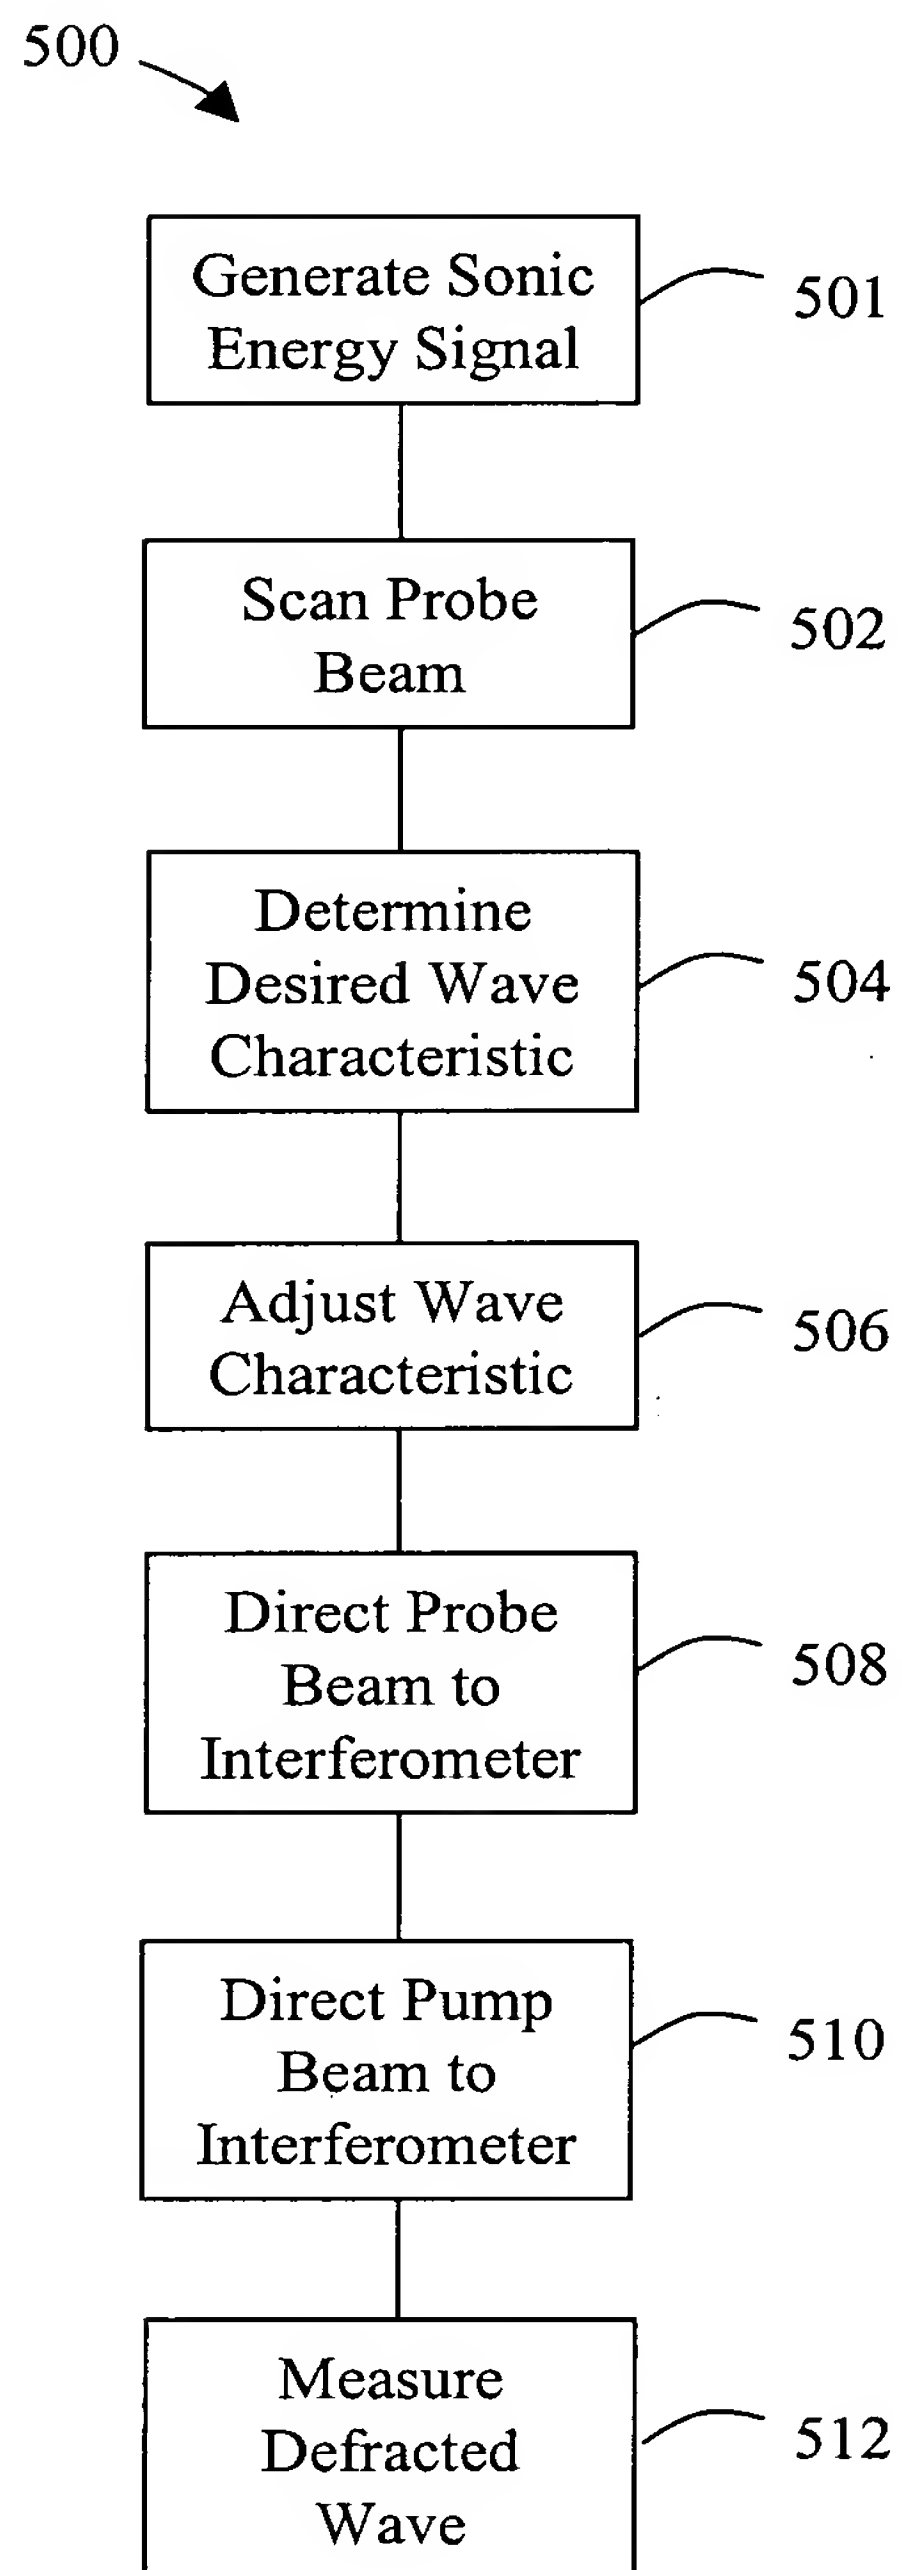 500
Generate Sonic
Energy Signal
501
Scan Probe
Beam
502
Determine
Desired Wave
Characteristic
504
Adjust Wave
Characteristic
506
Direct Probe
Beam to
Interferometer
508
Direct Pump
Beam to
Interferometer
510
Measure
Defracted
Wave
512